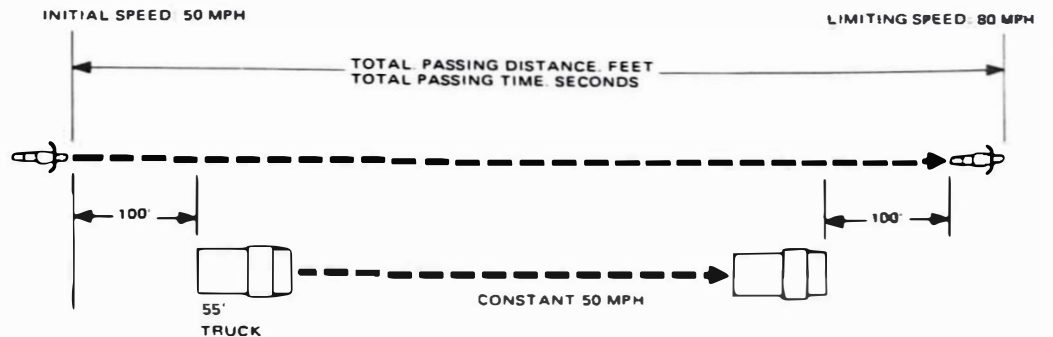 INITIAL SPEED: 50 MPH
LIMITING SPEED: 80 MPH
TOTAL. PASSING DISTANCE. FEET
TOTAL PASSING TIME. SECONDS
100'
100'
CONSTANT 50 MPH
55'
TRUCK